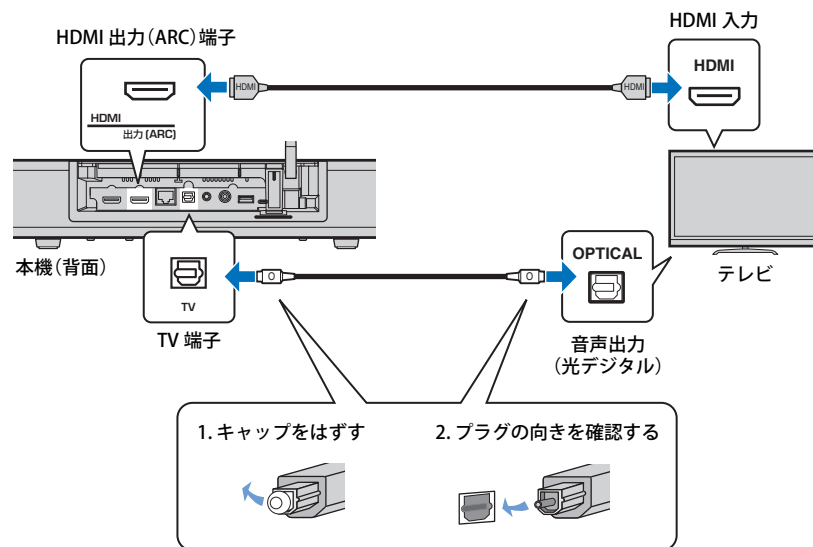 HDMI 出力（ARC）端子
HDMI 入力
HDMI
HDMI
HDMI
HDMI
出力 (ARC)
本機（背面）
OPTICAL
テレビ
TV
TV 端子
音声出力
（光デジタル）
1. キャップをはずす
2. プラグの向きを確認する